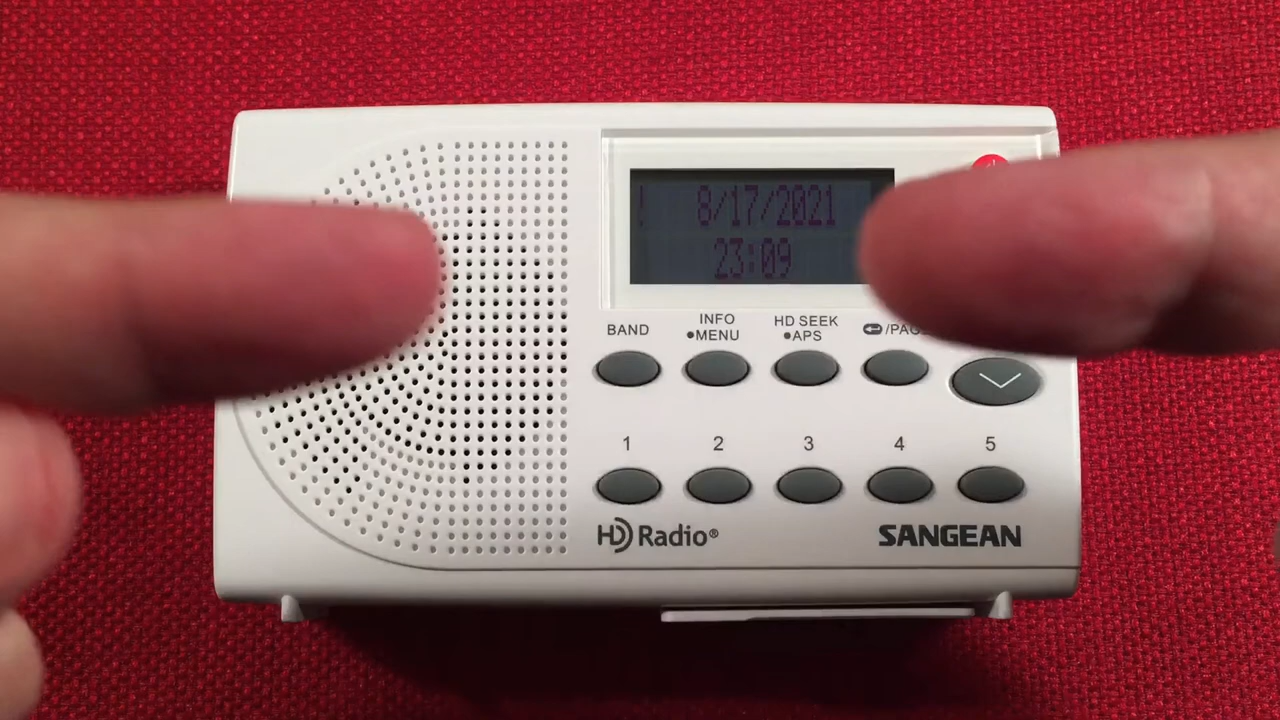 8/17/2021
23:09
BAND
INFO
•MENU
HD SEEK
•APS
1
2
3
4
5
HD Radio®
SANGEAN